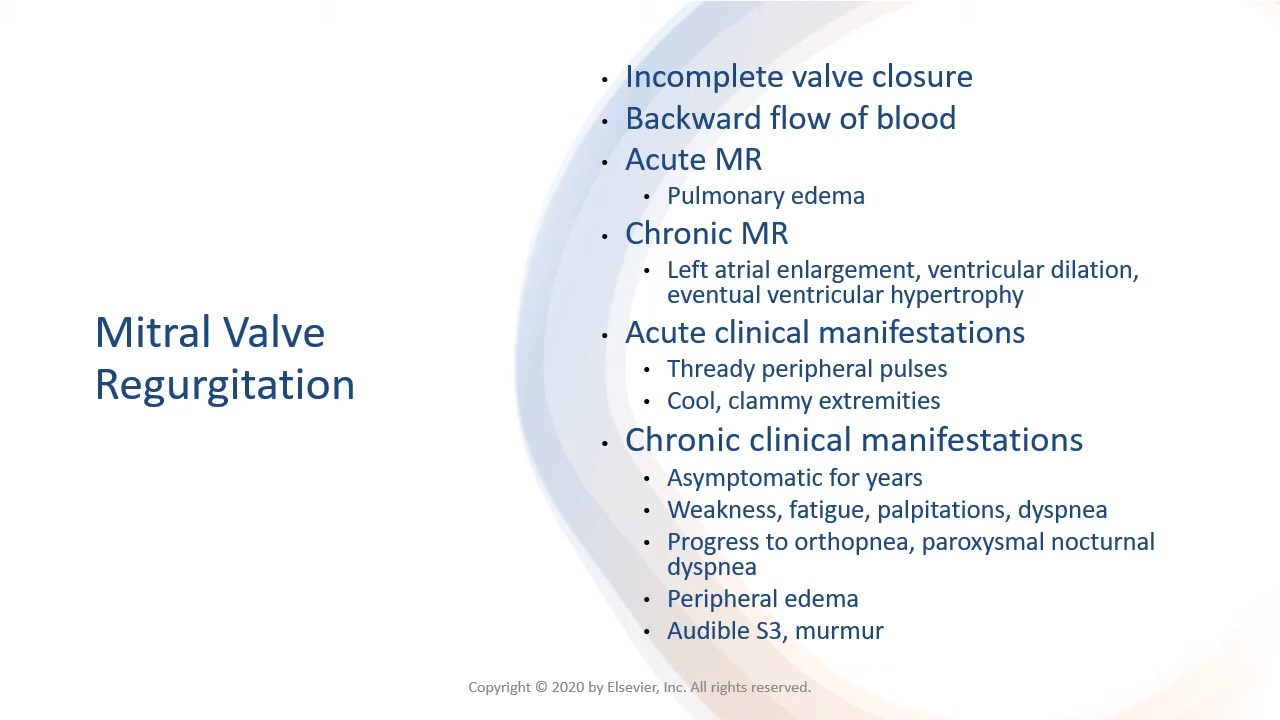 Mitral Valve
Regurgitation
• Incomplete valve closure
• Backward flow of blood
• Acute MR
• Pulmonary edema
• Chronic MR
• Left atrial enlargement, ventricular dilation,
eventual ventricular hypertrophy
• Acute clinical manifestations
• Thready peripheral pulses
• Cool, clammy extremities
• Chronic clinical manifestations
• Asymptomatic for years
• Weakness, fatigue, palpitations, dyspnea
• Progress to orthopnea, paroxysmal nocturnal
dyspnea
• Peripheral edema
• Audible S3, murmur
Copyright © 2020 by Elsevier, Inc. All rights reserved.